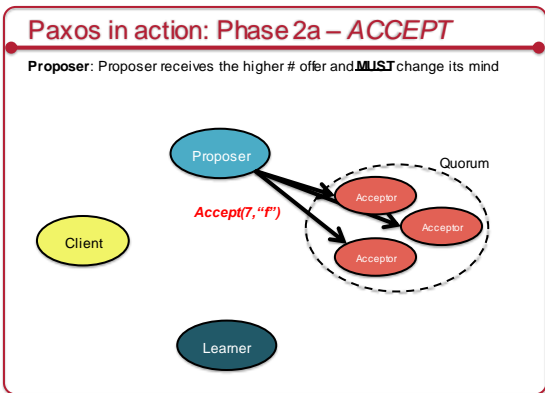 Paxos in action: Phase 2a – ACCEPT
Proposer: Proposer receives the higher # offer and MUST change its mind
Proposer
Quorum
Acceptor
Accept(7,“f”)
Acceptor
Client
Acceptor
Learner